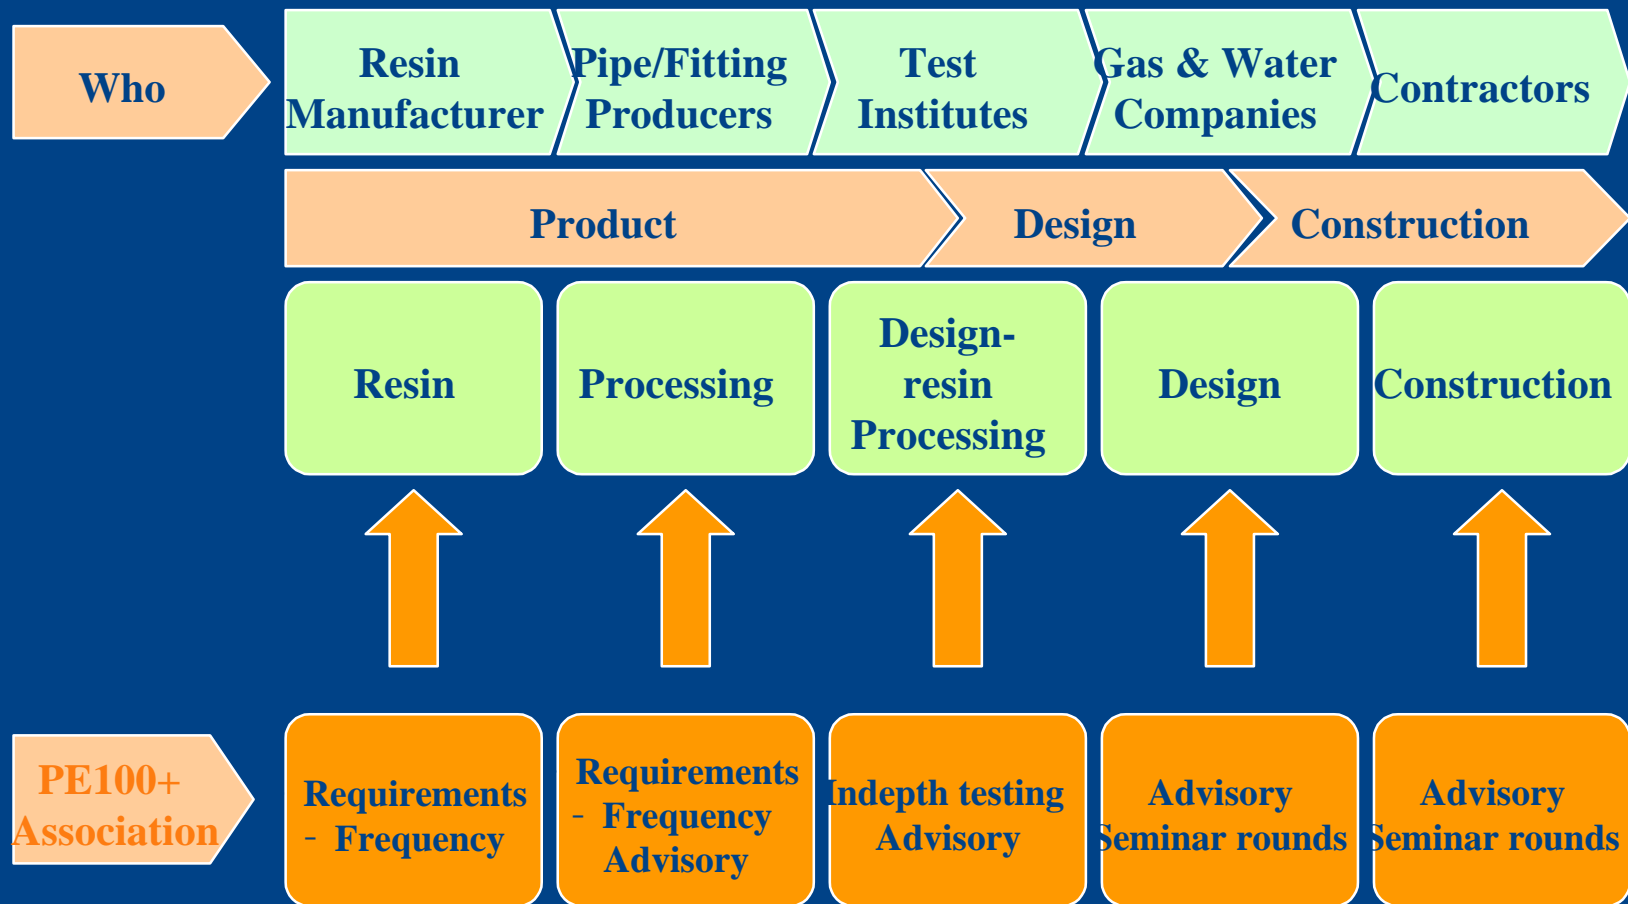 Who
Resin
Manufacturer
Pipe/Fitting
Producers
Test
Institutes
Gas & Water
Companies
Contractors
Product
Design
Construction
Resin
Processing
Design-
resin
Processing
Design
Construction
PE100+
Association
Requirements
- Frequency
Requirements
- Frequency
Advisory
Indepth testing
Advisory
Advisory
Seminar rounds
Advisory
Seminar rounds